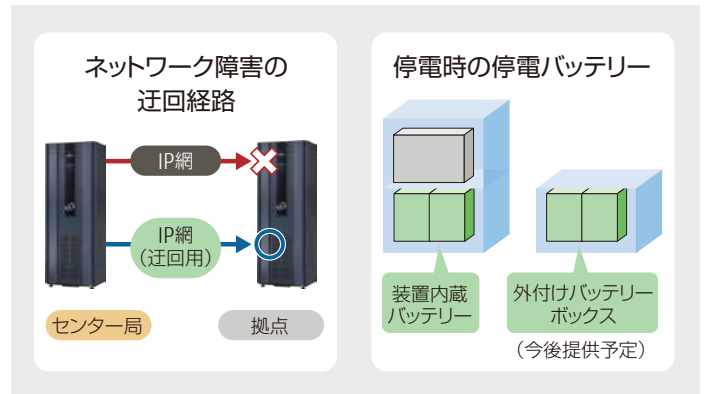 ネットワーク障害の
迂回経路
IP網
IP網
（迂回用）
センター局
拠点
停電時の停電バッテリー
装置内蔵
バッテリー
外付けバッテリー
ボックス
（今後提供予定）